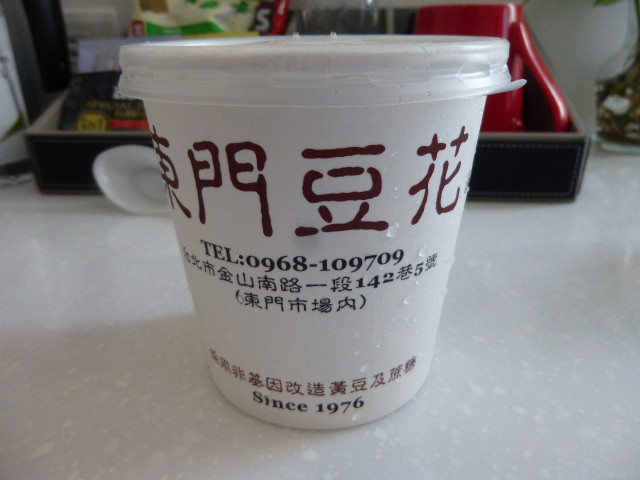 東門豆花
TEL:0968-109709
台北市金山南路一段142巷5號
(東門市場內)
採用非基因改造黃豆及蔗糖
Since 1976